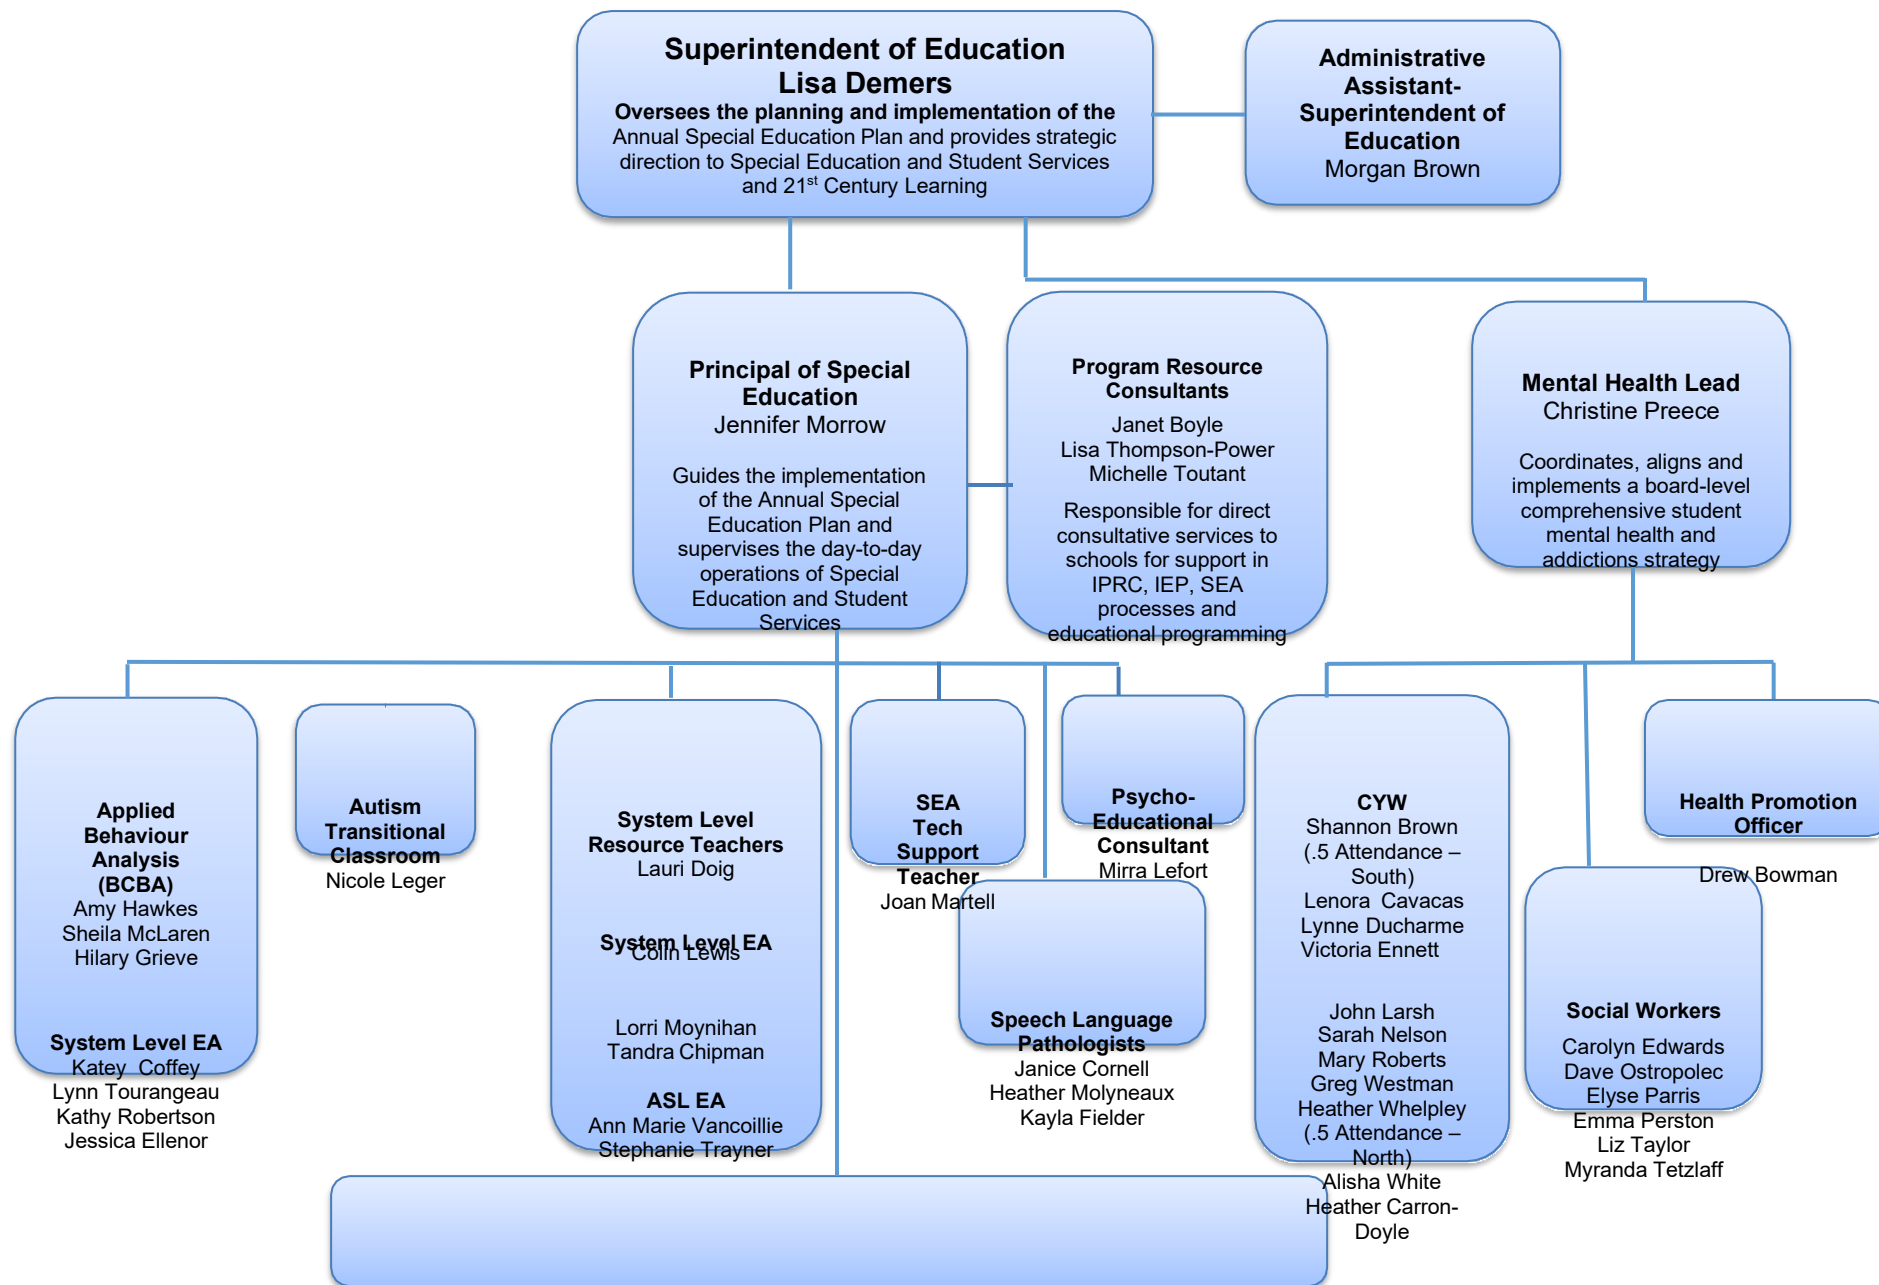 Superintendent of Education
Lisa Demers
Oversees the planning and implementation of the
Annual Special Education Plan and provides strategic
direction to Special Education and Student Services
and 21st Century Learning
Administrative
Assistant-
Superintendent of
Education
Morgan Brown
Principal of Special
Education
Jennifer Morrow
Guides the implementation
of the Annual Special
Education Plan and
supervises the day-to-day
operations of Special
Education and Student
Services
Program Resource
Consultants
Janet Boyle
Lisa Thompson-Power
Michelle Toutant
Responsible for direct
consultative services to
schools for support in
IPRC, IEP, SEA
processes and
educational programming
Mental Health Lead
Christine Preece
Coordinates, aligns and
implements a board-level
comprehensive student
mental health and
addictions strategy
Applied
Behaviour
Analysis
(BCBA)
Amy Hawkes
Sheila McLaren
Hilary Grieve
System Level EA
Katey Coffey
Lynn Tourangeau
Kathy Robertson
Jessica Ellenor
Autism
Transitional
Classroom
Nicole Leger
System Level
Resource Teachers
Lauri Doig
System Level EA
Colin Lewis
Lorri Moynihan
Tandra Chipman
ASL EA
Ann Marie Vancoillie
Stephanie Trayner
SEA
Tech
Support
Teacher
Joan Martell
Psycho-
Educational
Consultant
Mirra Lefort
Speech Language
Pathologists
Janice Cornell
Heather Molyneaux
Kayla Fielder
CYW
Shannon Brown
(.5 Attendance –
South)
Lenora Cavacas
Lynne Ducharme
Victoria Ennett
John Larsh
Sarah Nelson
Mary Roberts
Greg Westman
Heather Whelpley
(.5 Attendance –
North)
Alisha White
Heather Carron-
Doyle
Social Workers
Carolyn Edwards
Dave Ostropolec
Elyse Parris
Emma Perston
Liz Taylor
Myranda Tetzlaff
Health Promotion
Officer
Drew Bowman